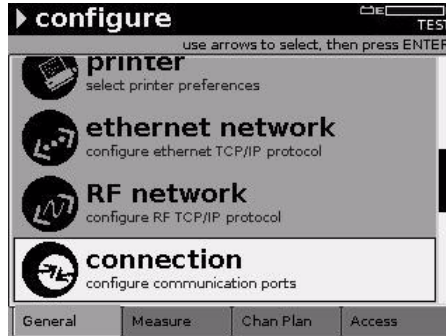 configure
E
TEST
use arrows to select, then press ENTER
printer
select printer preferences
ethernet network
configure ethernet TCP/IP protocol
RF network
configure RF TCP/IP protocol
connection
configure communication ports
General Measure Chan Plan Access